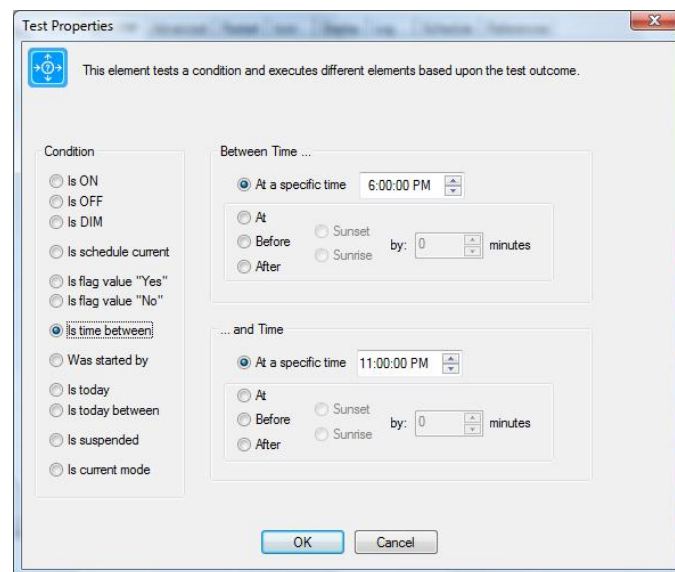 Test Properties
This element tests a condition and executes different elements based upon the test outcome.
Condition
Is ON
Is OFF
Is DIM
Is schedule current
Is flag value "Yes"
Is flag value "No"
Is time between
Was started by
Is today
Is today between
Is suspended
Is current mode
Between Time ...
At a specific time 6:00:00 PM
At
Before
After
Sunset
Sunrise
by: 0 minutes
... and Time
At a specific time 11:00:00 PM
At
Before
After
Sunset
Sunrise
by: 0 minutes
OK Cancel